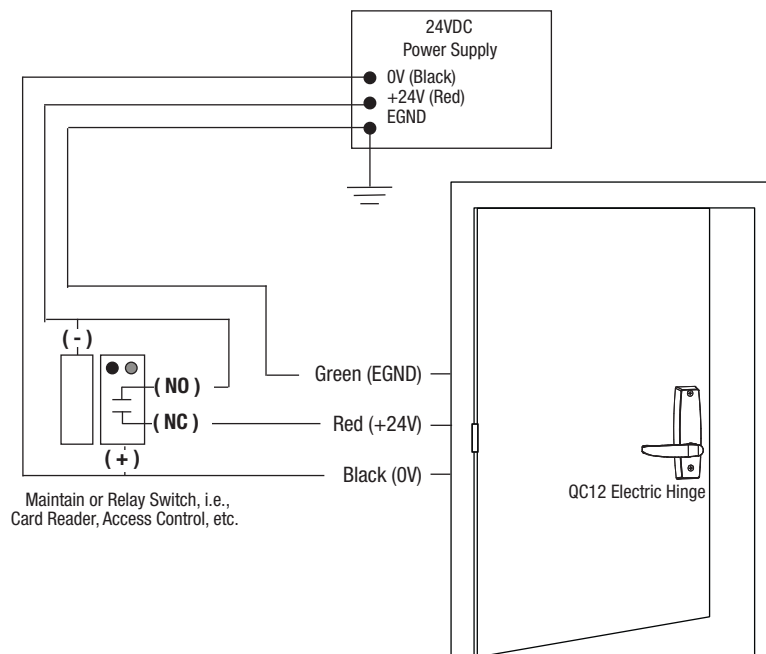 24VDC
Power Supply
0V (Black)
+24V (Red)
EGND
(-)
(NO)
(NC)
(+)
Green (EGND)
Red (+24V)
Black (0V)
Maintain or Relay Switch, i.e.,
Card Reader, Access Control, etc.
QC12 Electric Hinge